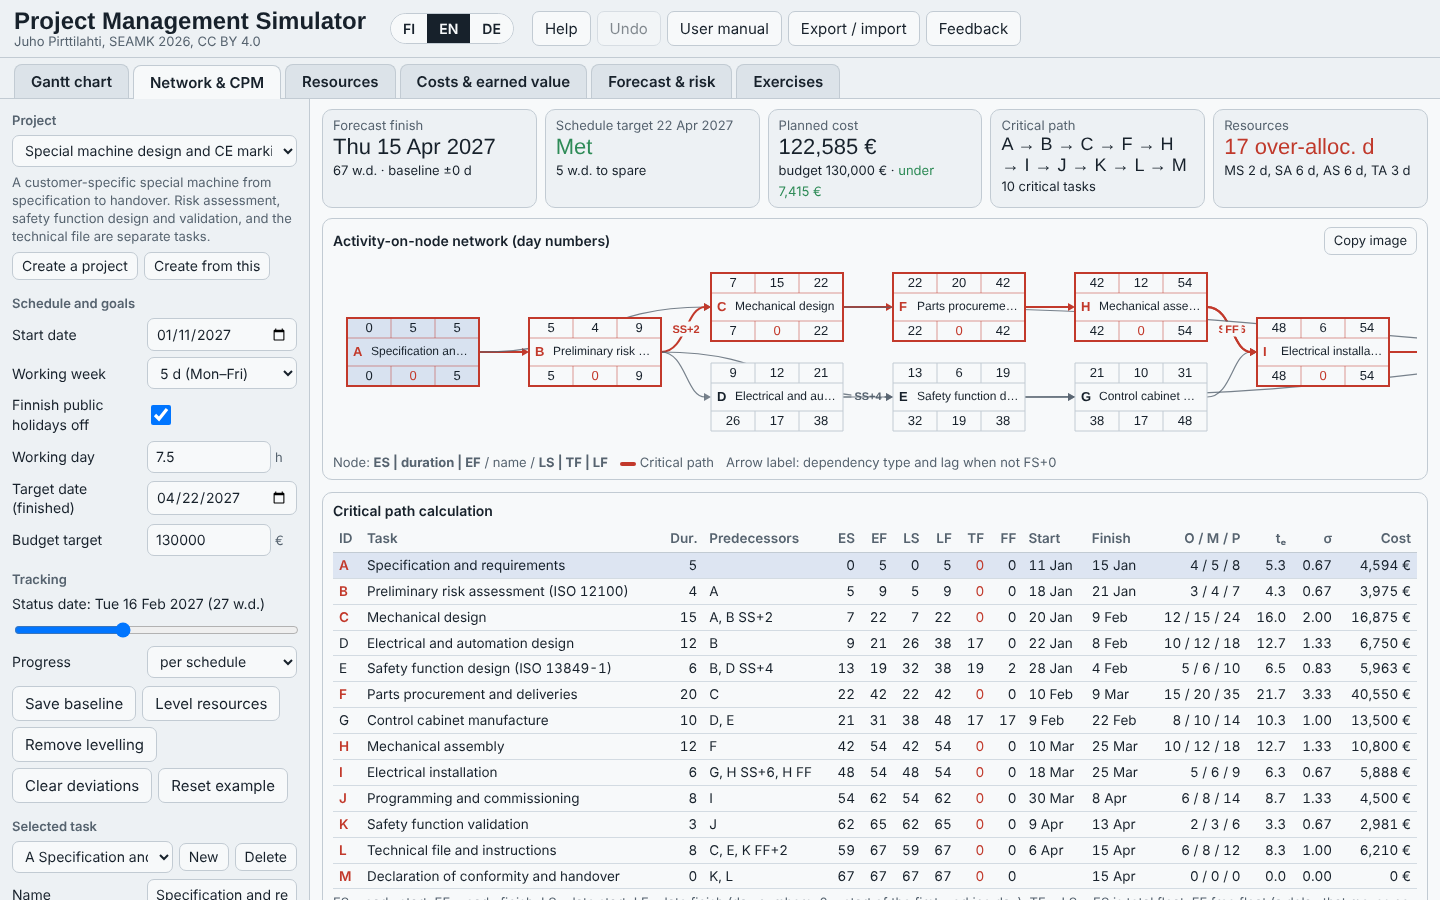 Project Management Simulator
Juho Pirttilahti, SEAMK 2026, CC BY 4.0
FI EN DE Help Undo User manual Export / import Feedback
Gantt chart Network & CPM Resources Costs & earned value Forecast & risk Exercises
Project
Special machine design and CE marki
A customer-specific special machine from
specification to handover. Risk assessment,
safety function design and validation, and the
technical file are separate tasks.
Create a project Create from this
Schedule and goals
Start date 01/11/2027
Working week 5 d (Mon–Fri)
Finnish public
holidays off
Working day 7.5 h
Target date
(finished) 04/22/2027
Budget target 130000 €
Tracking
Status date: Tue 16 Feb 2027 (27 w.d.)
Progress per schedule
Save baseline Level resources
Remove levelling
Clear deviations Reset example
Selected task
A Specification and New Delete
Name Specification and re
Forecast finish
Thu 15 Apr 2027
67 w.d. · baseline ±0 d
Schedule target 22 Apr 2027
Met
5 w.d. to spare
Planned cost
122,585 €
budget 130,000 € · under
7,415 €
Critical path
A → B → C → F → H
→ I → J → K → L → M
10 critical tasks
Resources
17 over-alloc. d
MS 2 d, SA 6 d, AS 6 d, TA 3 d
Activity-on-node network (day numbers) Copy image
0 5 5
A Specification an…
0 0 5
5 4 9
B Preliminary risk …
5 0 9
SS+2
7 15 22
C Mechanical design
7 0 22
9 12 21
D Electrical and au…
26 17 38
SS+4
22 20 42
F Parts procureme…
22 0 42
13 6 19
E Safety function d…
32 19 38
42 12 54
H Mechanical asse…
42 0 54
21 10 31
G Control cabinet …
38 17 48
FF
48 6 54
I Electrical installa…
48 0 54
Node: ES | duration | EF / name / LS | TF | LF Critical path Arrow label: dependency type and lag when not FS+0
Critical path calculation
ID Task Dur. Predecessors ES EF LS LF TF FF Start Finish O / M / P tₑ σ Cost
A Specification and requirements 5 0 5 0 5 0 0 11 Jan 15 Jan 4 / 5 / 8 5.3 0.67 4,594 €
B Preliminary risk assessment (ISO 12100) 4 A 5 9 5 9 0 0 18 Jan 21 Jan 3 / 4 / 7 4.3 0.67 3,975 €
C Mechanical design 15 A, B SS+2 7 22 7 22 0 0 20 Jan 9 Feb 12 / 15 / 24 16.0 2.00 16,875 €
D Electrical and automation design 12 B 9 21 26 38 17 0 22 Jan 8 Feb 10 / 12 / 18 12.7 1.33 6,750 €
E Safety function design (ISO 13849-1) 6 B, D SS+4 13 19 32 38 19 2 28 Jan 4 Feb 5 / 6 / 10 6.5 0.83 5,963 €
F Parts procurement and deliveries 20 C 22 42 22 42 0 0 10 Feb 9 Mar 15 / 20 / 35 21.7 3.33 40,550 €
G Control cabinet manufacture 10 D, E 21 31 38 48 17 17 9 Feb 22 Feb 8 / 10 / 14 10.3 1.00 13,500 €
H Mechanical assembly 12 F 42 54 42 54 0 0 10 Mar 25 Mar 10 / 12 / 18 12.7 1.33 10,800 €
I Electrical installation 6 G, H SS+6, H FF 48 54 48 54 0 0 18 Mar 25 Mar 5 / 6 / 9 6.3 0.67 5,888 €
J Programming and commissioning 8 I 54 62 54 62 0 0 30 Mar 8 Apr 6 / 8 / 14 8.7 1.33 4,500 €
K Safety function validation 3 J 62 65 62 65 0 0 9 Apr 13 Apr 2 / 3 / 6 3.3 0.67 2,981 €
L Technical file and instructions 8 C, E, K FF+2 59 67 59 67 0 0 6 Apr 15 Apr 6 / 8 / 12 8.3 1.00 6,210 €
M Declaration of conformity and handover 0 K, L 67 67 67 67 0 0 15 Apr 0 / 0 / 0 0.0 0.00 0 €